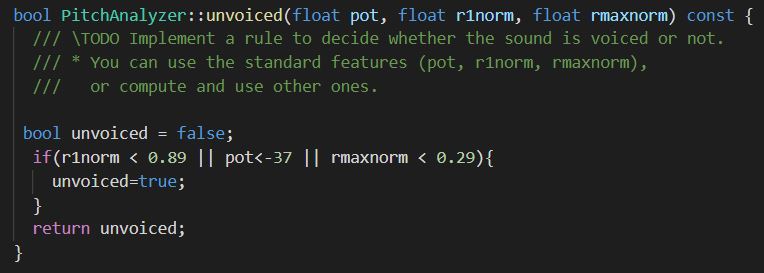 bool PitchAnalyzer::unvoiced(float pot, float r1norm, float rmaxnorm) const {
/// \TODO Implement a rule to decide whether the sound is voiced or not.
/// * You can use the standard features (pot, r1norm, rmaxnorm),
///   or compute and use other ones.
bool unvoiced = false;
if(r1norm < 0.89 || pot<-37 || rmaxnorm < 0.29){
unvoiced=true;
}
return unvoiced;
}